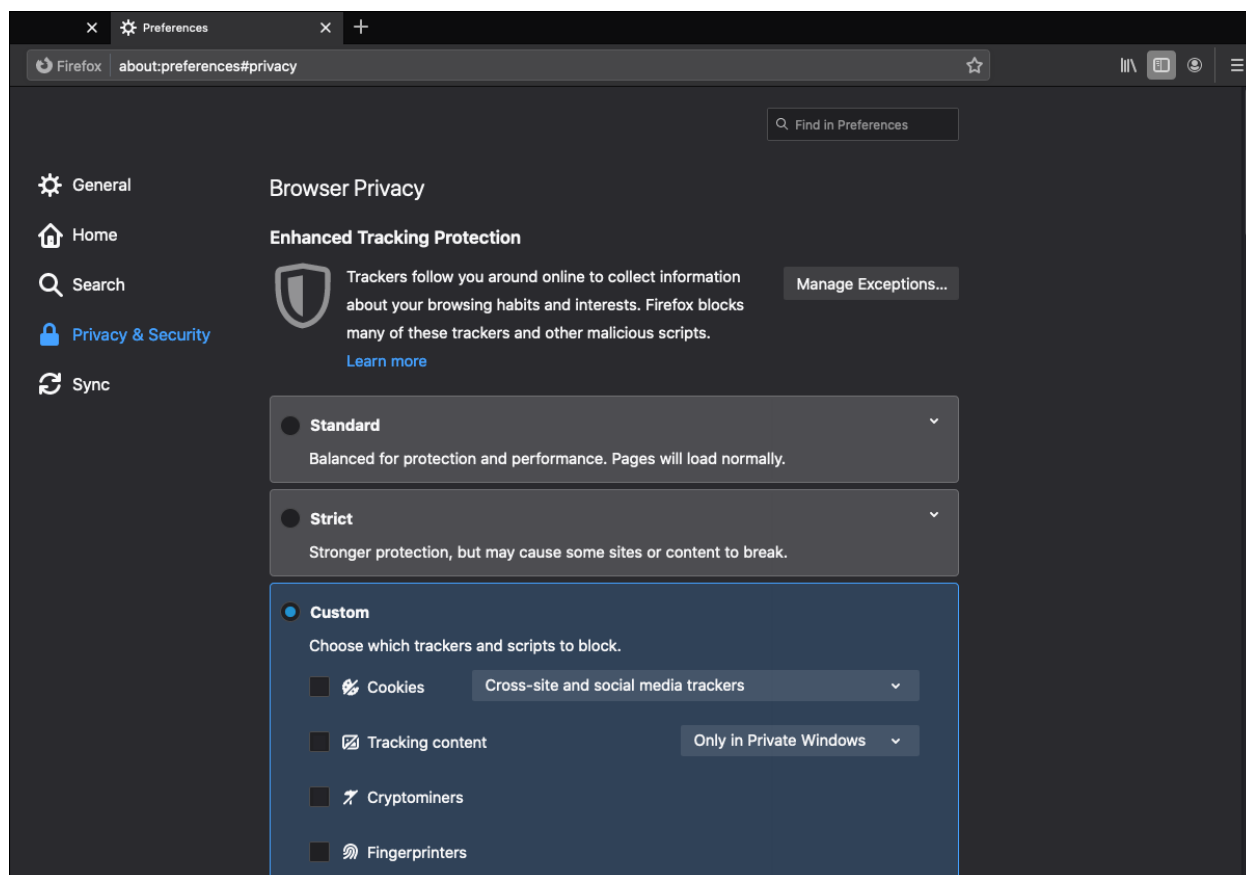 Preferences
Firefox about:preferences#privacy
Find in Preferences
General
Home
Search
Privacy & Security
Sync
Browser Privacy
Enhanced Tracking Protection
Trackers follow you around online to collect information
about your browsing habits and interests. Firefox blocks
many of these trackers and other malicious scripts.
Learn more
Manage Exceptions...
Standard
Balanced for protection and performance. Pages will load normally.
Strict
Stronger protection, but may cause some sites or content to break.
Custom
Choose which trackers and scripts to block.
Cookies Cross-site and social media trackers
Tracking content Only in Private Windows
Cryptominers
Fingerprinters